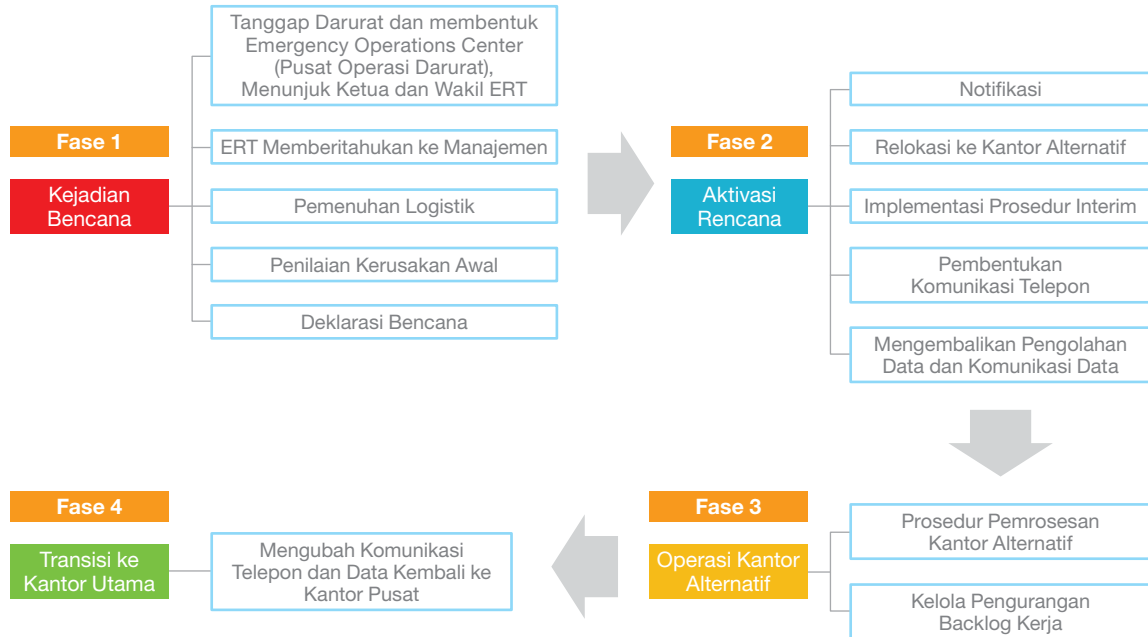 Fase 1
Kejadian
Bencana
Tanggap Darurat dan membentuk
Emergency Operations Center
(Pusat Operasi Darurat),
Menunjuk Ketua dan Wakil ERT
ERT Memberitahukan ke Manajemen
Pemenuhan Logistik
Penilaian Kerusakan Awal
Deklarasi Bencana
Fase 2
Aktivasi
Rencana
Notifikasi
Relokasi ke Kantor Alternatif
Implementasi Prosedur Interim
Pembentukan
Komunikasi Telepon
Mengembalikan Pengolahan
Data dan Komunikasi Data
Fase 3
Operasi Kantor
Alternatif
Prosedur Pemrosesan
Kantor Alternatif
Kelola Pengurangan
Backlog Kerja
Fase 4
Transisi ke
Kantor Utama
Mengubah Komunikasi
Telepon dan Data Kembali ke
Kantor Pusat